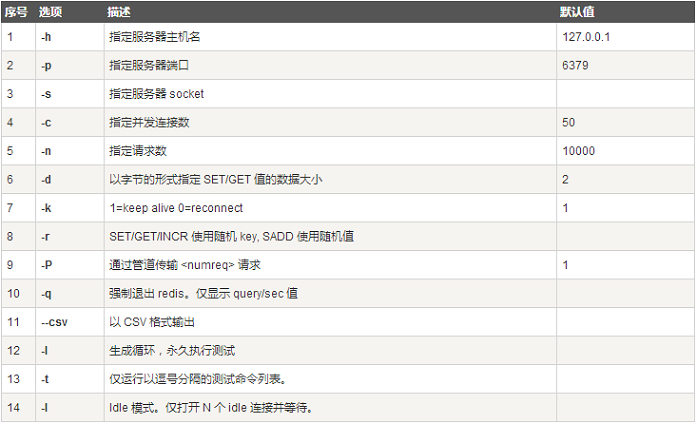 序号 选项 描述 默认值
1 -h 指定服务器主机名 127.0.0.1
2 -p 指定服务器端口 6379
3 -s 指定服务器 socket
4 -c 指定并发连接数 50
5 -n 指定请求数 10000
6 -d 以字节的形式指定 SET/GET 值的数据大小 2
7 -k 1=keep alive 0=reconnect 1
8 -r SET/GET/INCR 使用随机 key, SADD 使用随机值
9 -P 通过管道传输 <numreq> 请求 1
10 -q 强制退出 redis。仅显示 query/sec 值
11 --csv 以 CSV 格式输出
12 -l 生成循环，永久执行测试
13 -t 仅运行以逗号分隔的测试命令列表。
14 -I Idle 模式。仅打开 N 个 idle 连接并等待。